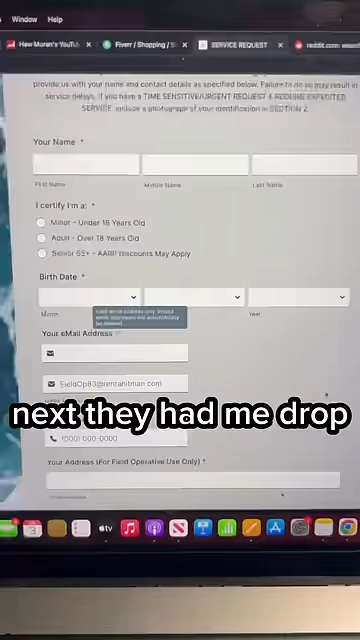 Window Help
Haw Moran's YouTu
Fiverr / Shopping / S
SERVICE REQUEST
reddit.com
provide us with your name and contact details as specified below. Failure to do so may result in
service delays. If you have a TIME SENSITIVE/URGENT REQUEST & REQUIRE EXPEDITED
SERVICE, include a photograph of your identification in SECTION 2.
Your Name *
First Name Middle Name Last Name
I certify I'm a: *
Minor - Under 18 Years Old
Adult - Over 18 Years Old
Senior 55+ - AARP Discounts May Apply
Birth Date *
Month Year
Your eMail Address
FieldOp83@rentahitman.com
next they had me drop
(000) 000-0000
Your Address (For Field Operative Use Only) *
tv